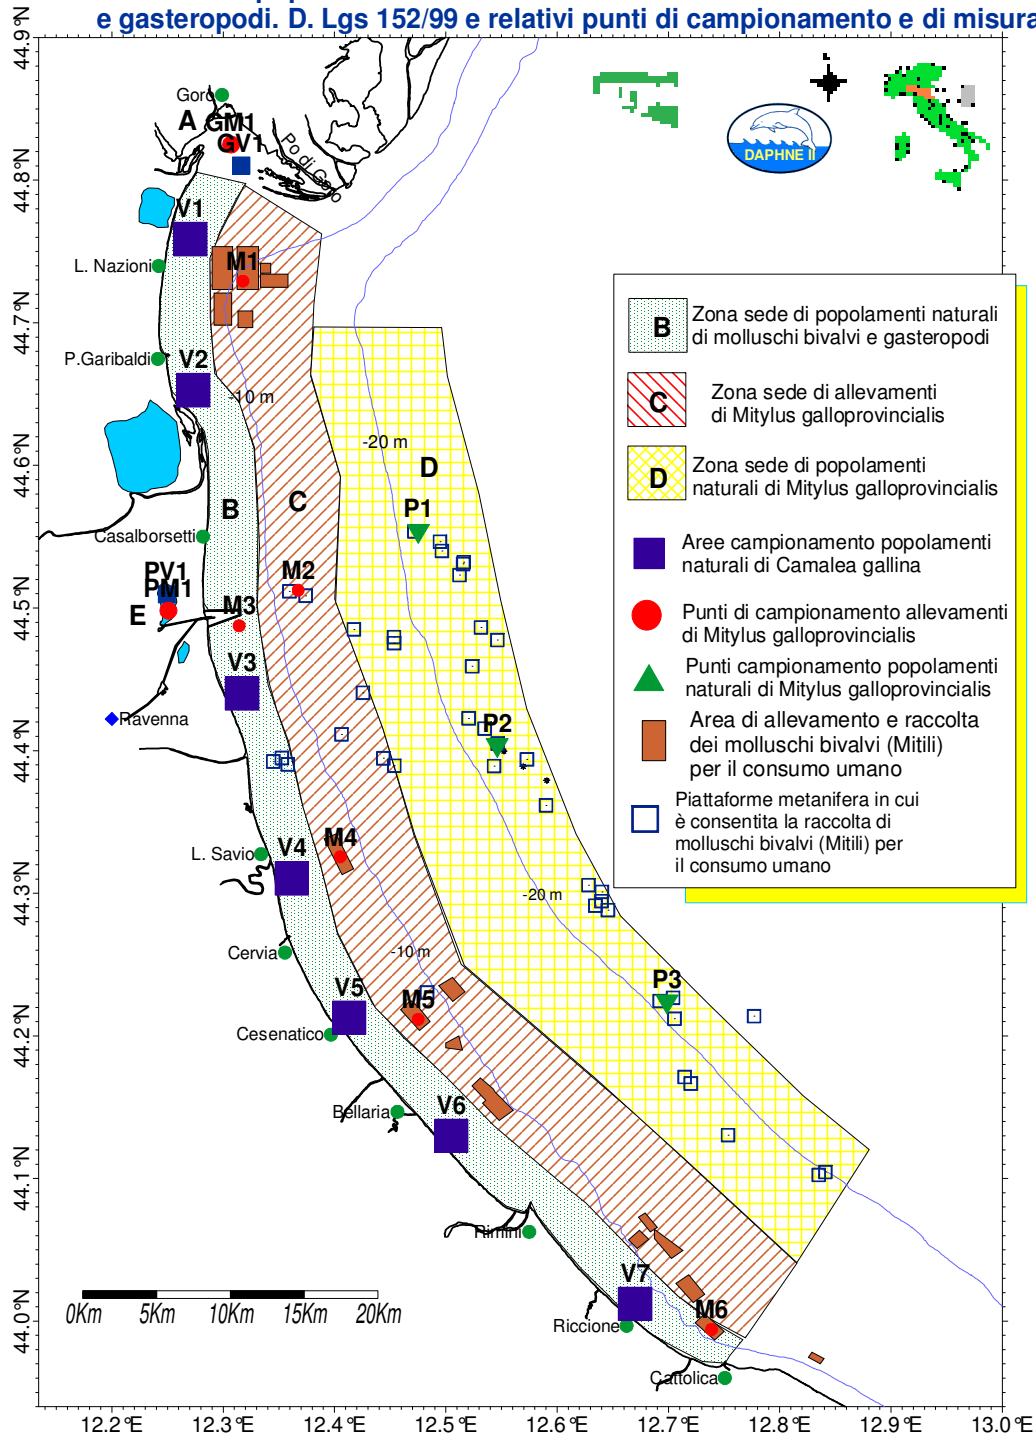 e gasteropodi. D. Lgs 152/99 e relativi punti di campionamento e di misura
44.9°N
44.8°N
44.7°N
44.6°N
44.5°N
44.4°N
44.3°N
44.2°N
44.1°N
44.0°N
Goro
A
GM1
GV1
Po di Goro
DAPHNE II
V1
L. Nazioni
M1
P.Garibaldi
V2
-10 m
-20 m
D
P1
B
C
Casalborsetti
PV1
PM1
E
M2
M3
V3
Ravenna
P2
M4
L. Savio
V4
-20 m
Cervia
-10 m
P3
V5
M5
Cesenatico
V6
Bellaria
Rimini
V7
M6
Riccione
Cattolica
B
Zona sede di popolamenti naturali
di molluschi bivalvi e gasteropodi
C
Zona sede di allevamenti
di Mitylus galloprovincialis
D
Zona sede di popolamenti
naturali di Mitylus galloprovincialis
Aree campionamento popolamenti
naturali di Camalea gallina
Punti di campionamento allevamenti
di Mitylus galloprovincialis
Punti campionamento popolamenti
naturali di Mitylus galloprovincialis
Area di allevamento e raccolta
dei molluschi bivalvi (Mitili)
per il consumo umano
Piattaforme metanifera in cui
è consentita la raccolta di
molluschi bivalvi (Mitili) per
il consumo umano
0Km 5Km 10Km 15Km 20Km
12.2°E 12.3°E 12.4°E 12.5°E 12.6°E 12.7°E 12.8°E 12.9°E 13.0°E